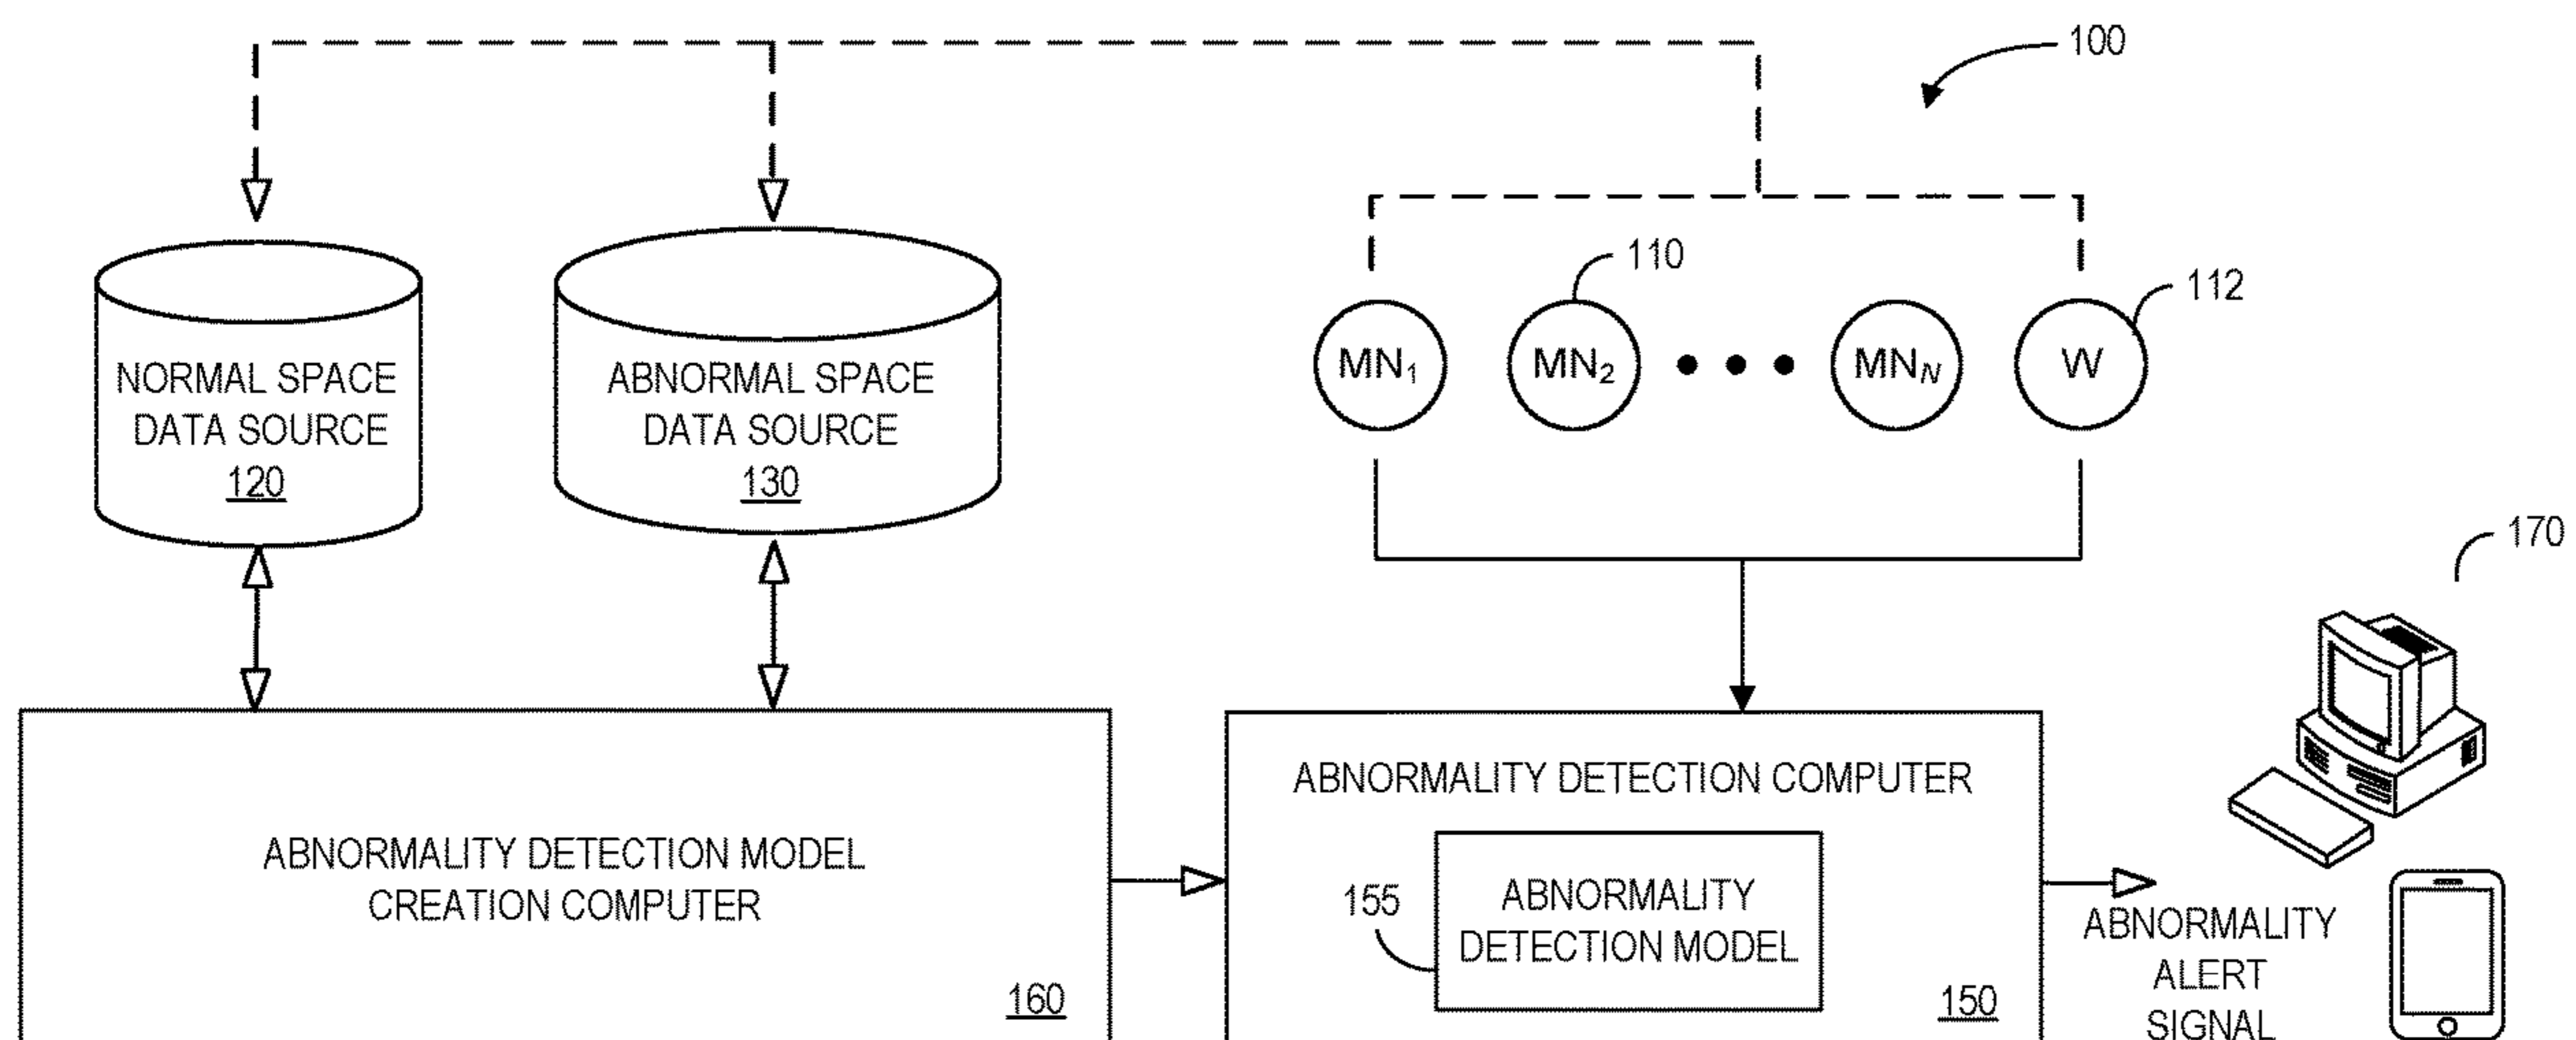 100
110
112
MN1
MN2
MNN
W
NORMAL SPACE
DATA SOURCE
120
ABNORMAL SPACE
DATA SOURCE
130
170
ABNORMALITY DETECTION MODEL
CREATION COMPUTER
160
ABNORMALITY DETECTION COMPUTER
155
ABNORMALITY
DETECTION MODEL
150
ABNORMALITY
ALERT
SIGNAL